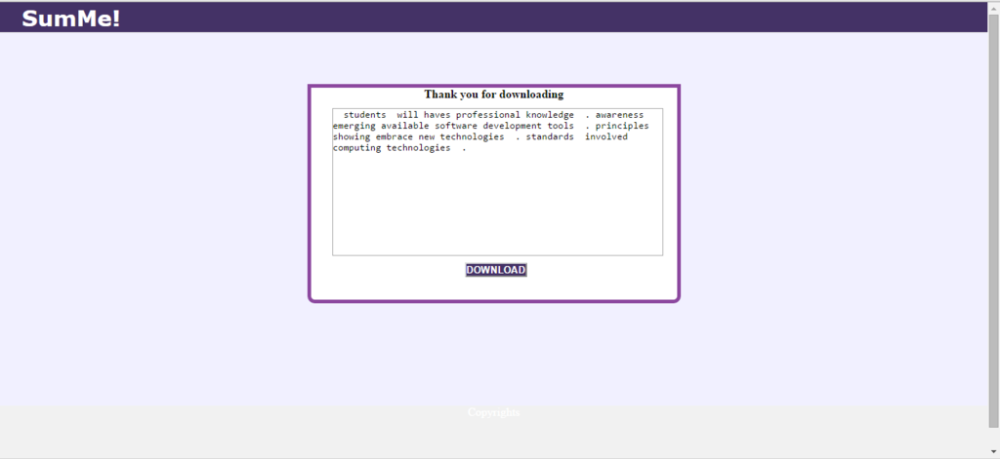 SumMe!
Thank you for downloading
students will haves professional knowledge . awareness
emerging available software development tools . principles
showing embrace new technologies . standards involved
computing technologies .
DOWNLOAD
Copyrights